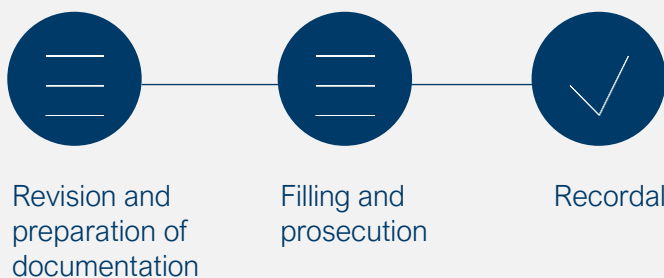 Revision and
preparation of
documentation
Filling and
prosecution
Recordal